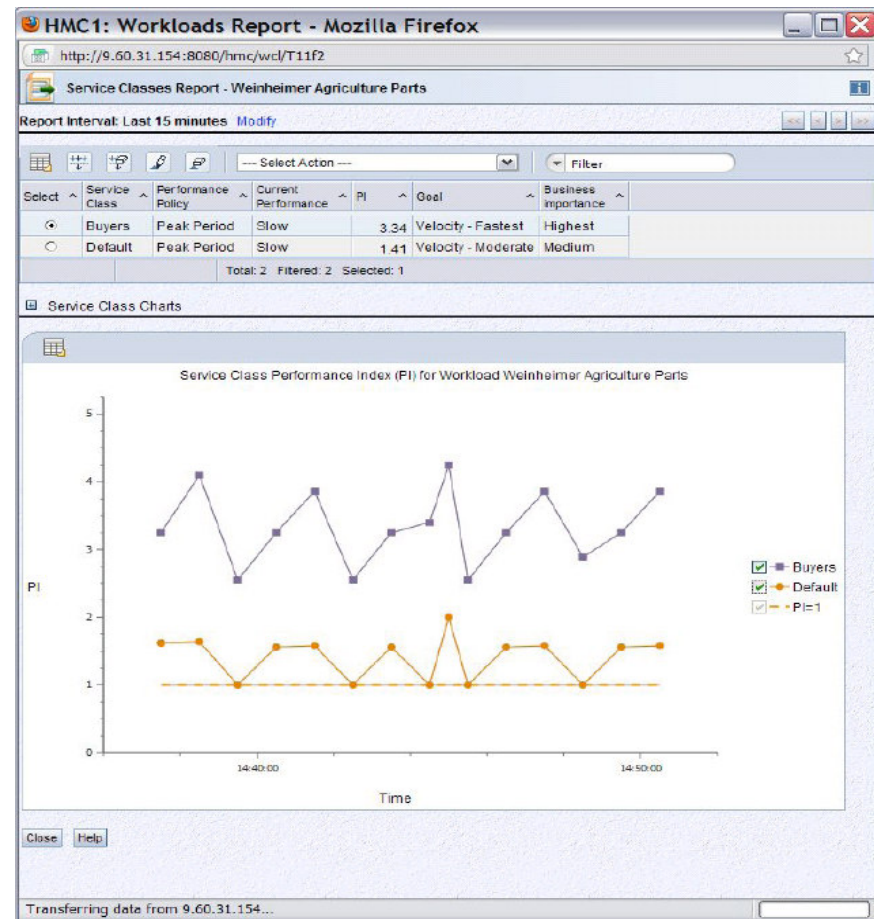 HMC1: Workloads Report - Mozilla Firefox
http://9.60.31.154:8080/hmc/wcl/T11f2
Service Classes Report - Weinheimer Agriculture Parts
Report Interval: Last 15 minutes Modify
<< < > >>
--- Select Action --- Filter
Select Service Class Performance Policy Current Performance PI Goal Business Importance
Buyers Peak Period Slow 3.34 Velocity - Fastest Highest
Default Peak Period Slow 1.41 Velocity - Moderate Medium
Total: 2 Filtered: 2 Selected: 1
Service Class Charts
Service Class Performance Index (PI) for Workload Weinheimer Agriculture Parts
5
4
3
PI
2
1
0
Buyers
Default
PI=1
14:40:00 14:50:00
Time
Close Help
Transferring data from 9.60.31.154...